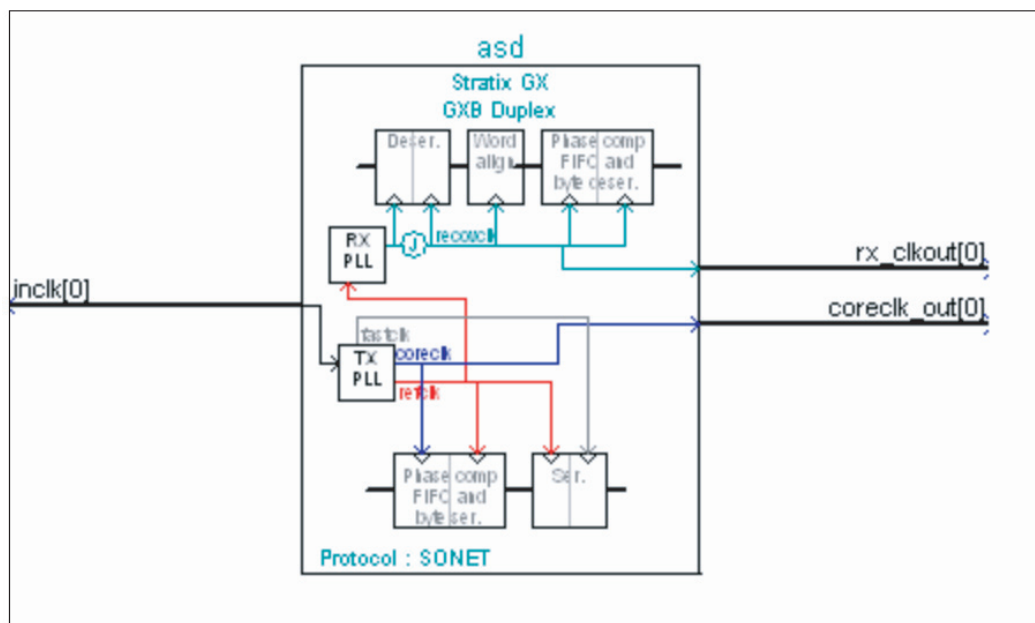 asd
Stratix GX
GXB Duplex
Deser.
Word
align
Phase comp
FIFO and
byte deser.
RX
PLL
J
recovclk
rx_clkout[0]
inclk[0]
coreclk_out[0]
fastclk
TX
PLL
coreclk
refclk
Phase comp
FIFO and
byte ser.
Ser.
Protocol : SONET